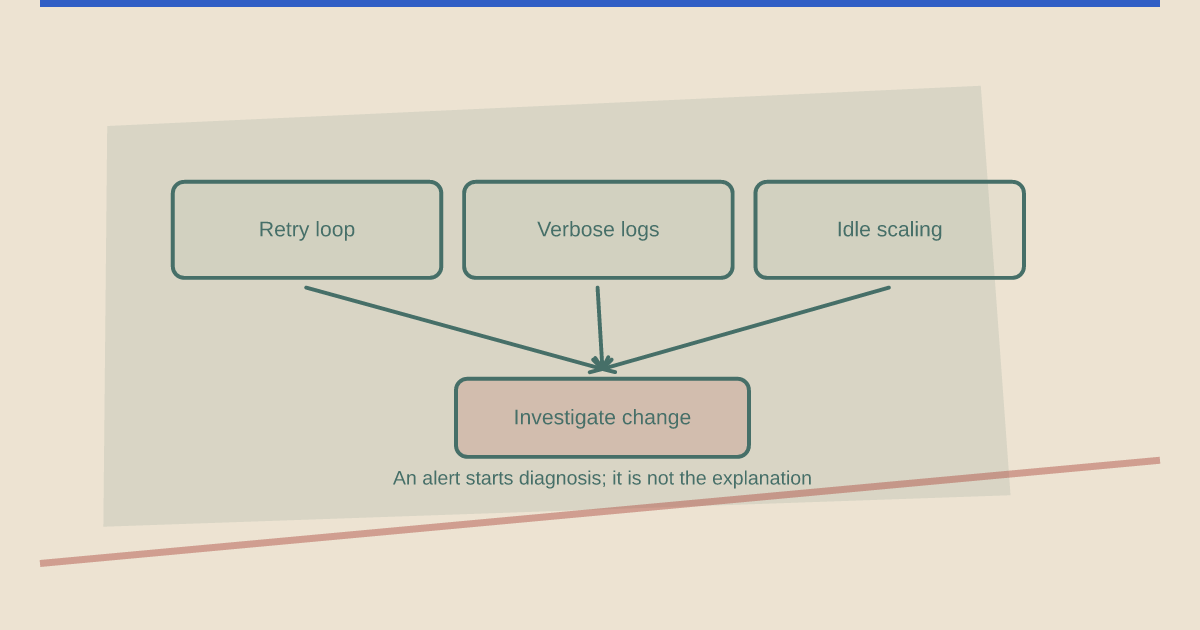 Retry loop
Verbose logs
Idle scaling
Investigate change
An alert starts diagnosis; it is not the explanation